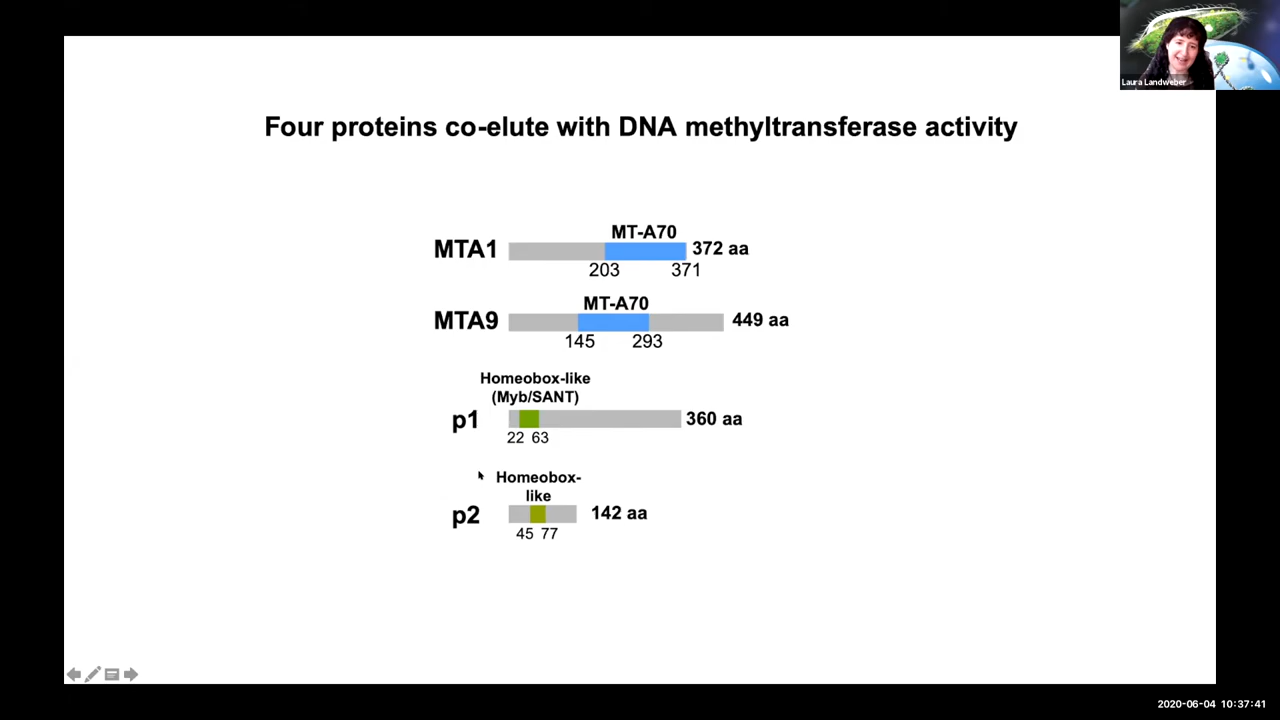 Laura Landweber
Four proteins co-elute with DNA methyltransferase activity
MT-A70
MTA1
372 aa
203 371
MT-A70
MTA9
449 aa
145 293
Homeobox-like
(Myb/SANT)
p1
360 aa
22 63
Homeobox-
like
p2
142 aa
45 77
2020-06-04 10:37:41